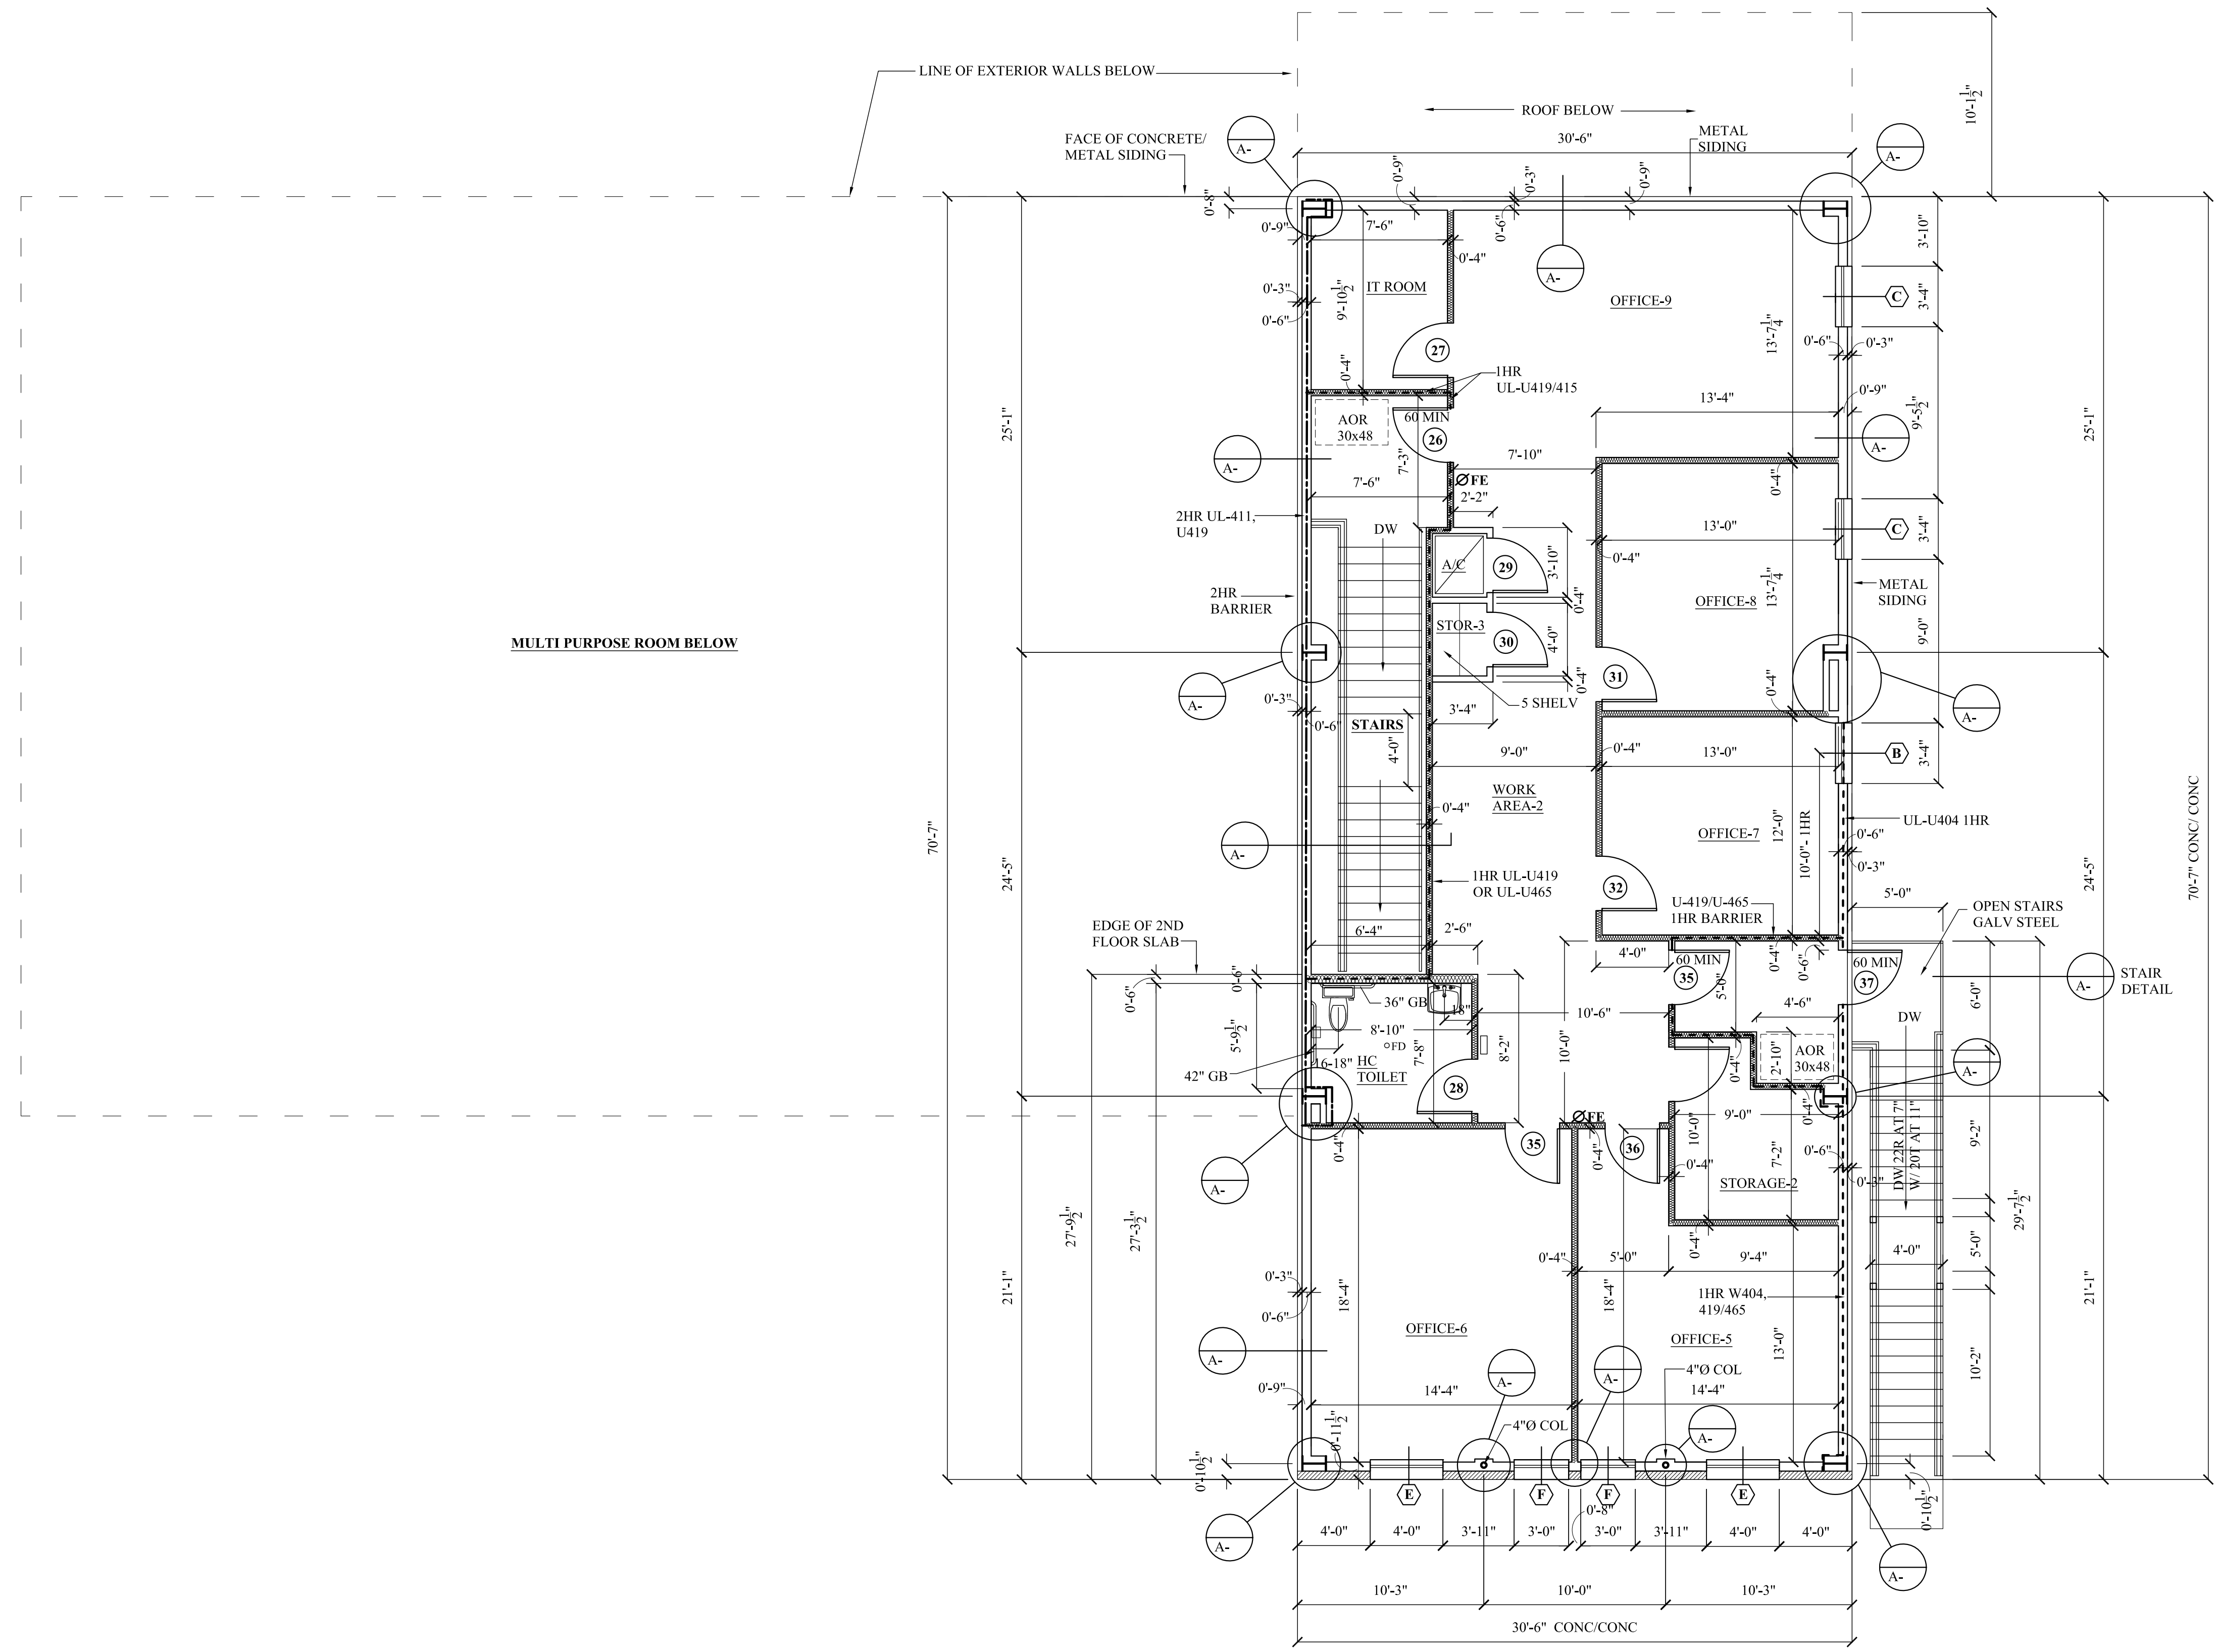 LINE OF EXTERIOR WALLS BELOW
ROOF BELOW
10'-1 1/2"
FACE OF CONCRETE/
METAL SIDING
METAL
SIDING
30'-6"
A-
A-
0'-8"
0'-9"
0'-3"
0'-9"
0'-6"
0'-9"
7'-6"
0'-4"
A-
3'-10"
IT ROOM
9'-10 1/2"
0'-3"
0'-6"
OFFICE-9
C
3'-4"
13'-7 1/4"
0'-6"
0'-3"
27
0'-4"
1HR
UL-U419/415
0'-9"
13'-4"
9'-5 1/2"
AOR
30x48
60 MIN
26
25'-1"
25'-1"
A-
A-
7'-3"
7'-10"
7'-6"
FE
0'-4"
2'-2"
2HR UL-411,
U419
DW
13'-0"
C
3'-4"
0'-4"
A/C
29
3'-10"
2HR
BARRIER
0'-4"
OFFICE-8
13'-7 1/4"
METAL
SIDING
STOR-3
30
4'-0"
9'-0"
MULTI PURPOSE ROOM BELOW
0'-4"
31
0'-4"
A-
0'-3"
0'-6"
5 SHELV
3'-4"
A-
STAIRS
4'-0"
9'-0"
0'-4"
13'-0"
B
3'-4"
WORK
AREA-2
0'-4"
70'-7"
70'-7" CONC/ CONC
OFFICE-7
12'-0"
10'-0"- 1HR
UL-U404 1HR
0'-6"
0'-3"
A-
24'-5"
24'-5"
1HR UL-U419
OR UL-U465
32
U-419/U-465
1HR BARRIER
5'-0"
OPEN STAIRS
GALV STEEL
EDGE OF 2ND
FLOOR SLAB
6'-4"
2'-6"
4'-0"
60 MIN
35
0'-4"
0'-6"
60 MIN
37
A-
STAIR
DETAIL
0'-6"
0'-6"
5'-0"
6'-0"
36" GB
18"
10'-6"
4'-6"
DW
5'-9 1/2"
8'-10"
FD
7'-8"
8'-2"
10'-0"
AOR
30x48
2'-10"
0'-4"
42" GB
16-18"
HC
TOILET
28
A-
FE
9'-0"
0'-4"
0'-4"
35
0'-4"
36
10'-0"
0'-4"
7'-2"
0'-6"
0'-3"
STORAGE-2
DW 22R AT 7"
W/ 20T AT 11"
9'-2"
A-
27'-9 1/2"
27'-3 1/2"
29'-7 1/2"
0'-4"
5'-0"
0'-4"
9'-4"
4'-0"
5'-0"
21'-1"
21'-1"
0'-3"
0'-6"
18'-4"
18'-4"
1HR W404,
419/465
OFFICE-6
OFFICE-5
13'-0"
10'-2"
A-
A-
A-
4"Ø COL
0'-9"
14'-4"
14'-4"
4"Ø COL
A-
0'-11 1/2"
0'-10 1/2"
0'-10 1/2"
E
F
F
E
0'-8"
A-
4'-0"
4'-0"
3'-11"
3'-0"
3'-0"
3'-11"
4'-0"
4'-0"
A-
10'-3"
10'-0"
10'-3"
30'-6" CONC/CONC